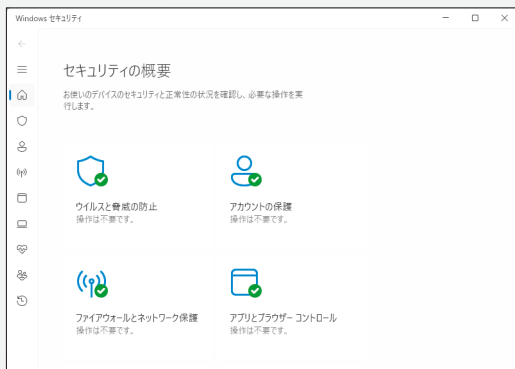 Windows セキュリティ
セキュリティの概要
お使いのデバイスのセキュリティと正常性の状況を確認し、必要な操作を実
行します。
ウイルスと脅威の防止
操作は不要です。
アカウントの保護
操作は不要です。
ファイアウォールとネットワーク保護
操作は不要です。
アプリとブラウザー コントロール
操作は不要です。